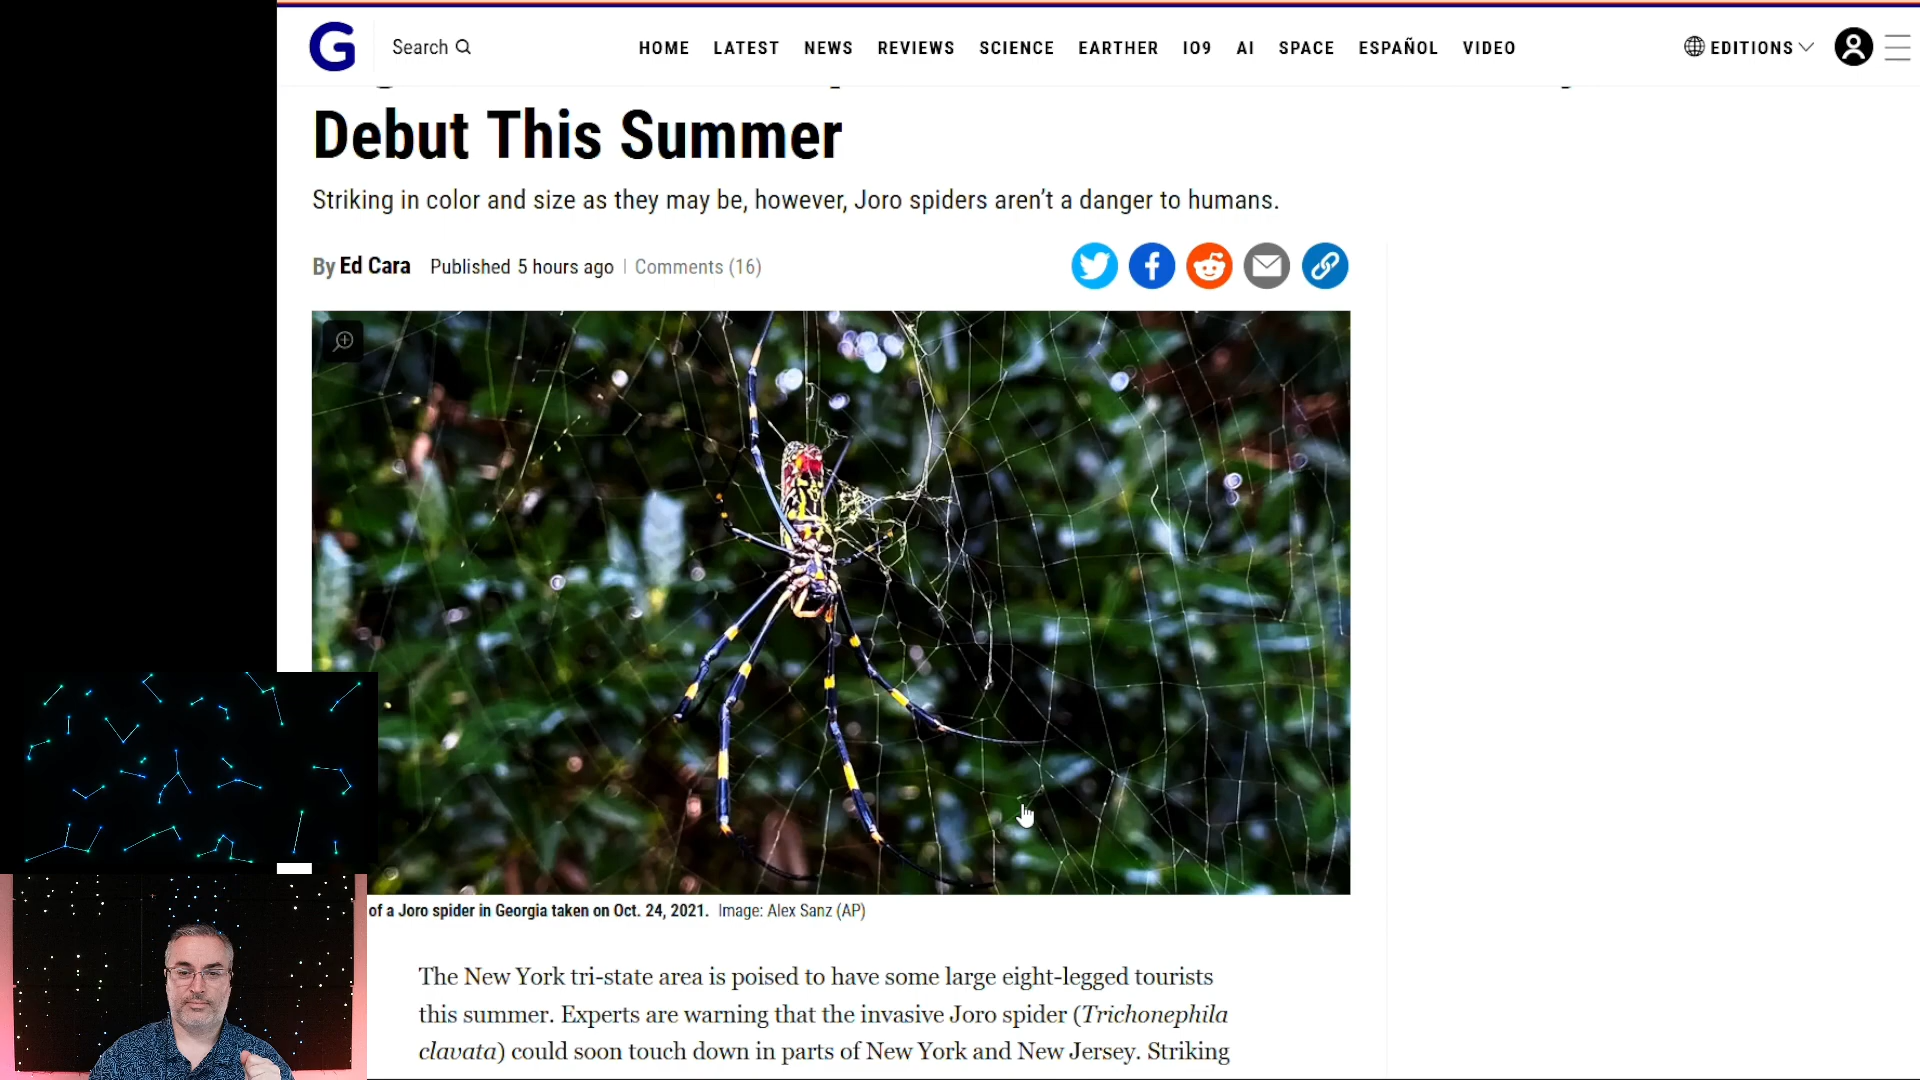 G
Search
HOME LATEST NEWS REVIEWS SCIENCE EARTHER IO9 AI SPACE ESPAÑOL VIDEO
EDITIONS
Debut This Summer
Striking in color and size as they may be, however, Joro spiders aren't a danger to humans.
By Ed Cara Published 5 hours ago | Comments (16)
of a Joro spider in Georgia taken on Oct. 24, 2021. Image: Alex Sanz (AP)
The New York tri-state area is poised to have some large eight-legged tourists
this summer. Experts are warning that the invasive Joro spider (Trichonephila
clavata) could soon touch down in parts of New York and New Jersey. Striking